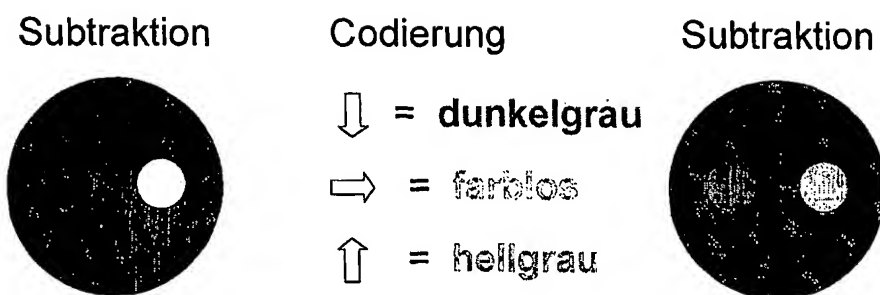 Subtraktion Codierung Subtraktion
⇩ = dunkelgrau
⇨ = farblos
⇧ = hellgrau